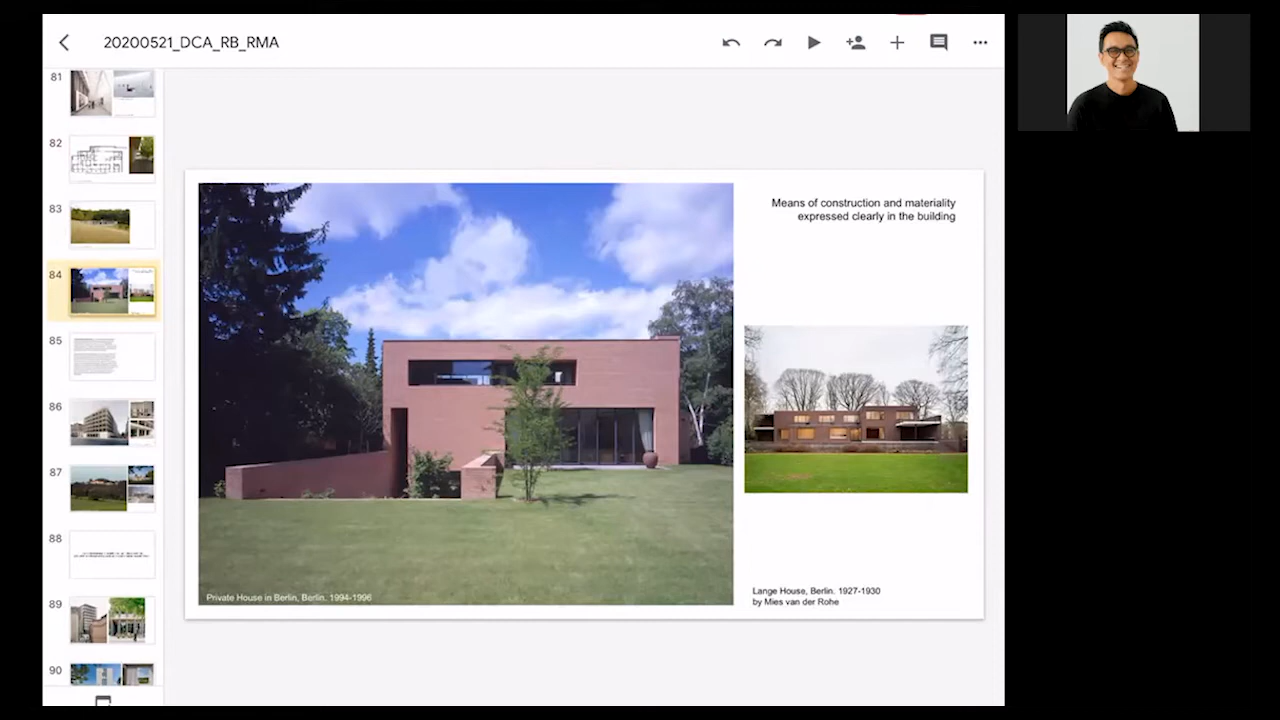 20200521_DCA_RB_RMA
81
82
83
84
85
86
87
88
89
90
Means of construction and materiality
expressed clearly in the building
Private House in Berlin, Berlin. 1994-1996
Lange House, Berlin. 1927-1930
by Mies van der Rohe